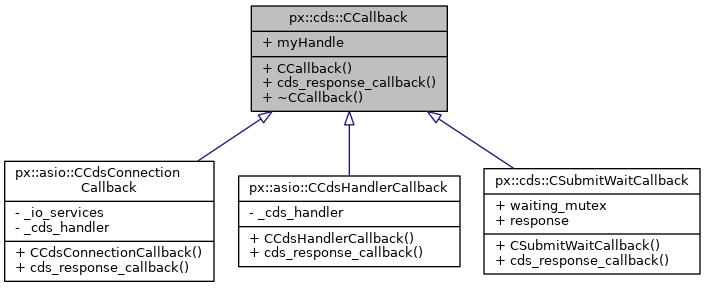 px::cds::CCallback
+ myHandle
+ CCallback()
+ cds_response_callback()
+ ~CCallback()
px::asio::CCdsConnection
Callback
- _io_services
- _cds_handler
+ CCdsConnectionCallback()
+ cds_response_callback()
px::asio::CCdsHandlerCallback
- _cds_handler
+ CCdsHandlerCallback()
+ cds_response_callback()
px::cds::CSubmitWaitCallback
+ waiting_mutex
+ response
+ CSubmitWaitCallback()
+ cds_response_callback()